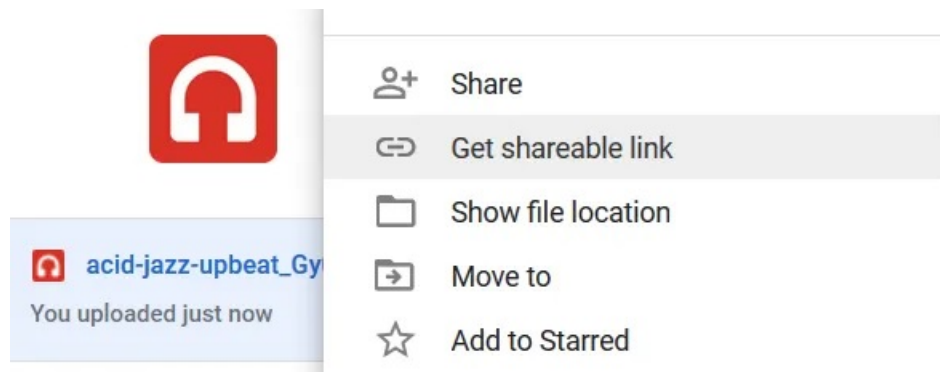 Share
Get shareable link
Show file location
Move to
Add to Starred
acid-jazz-upbeat_Gy
You uploaded just now